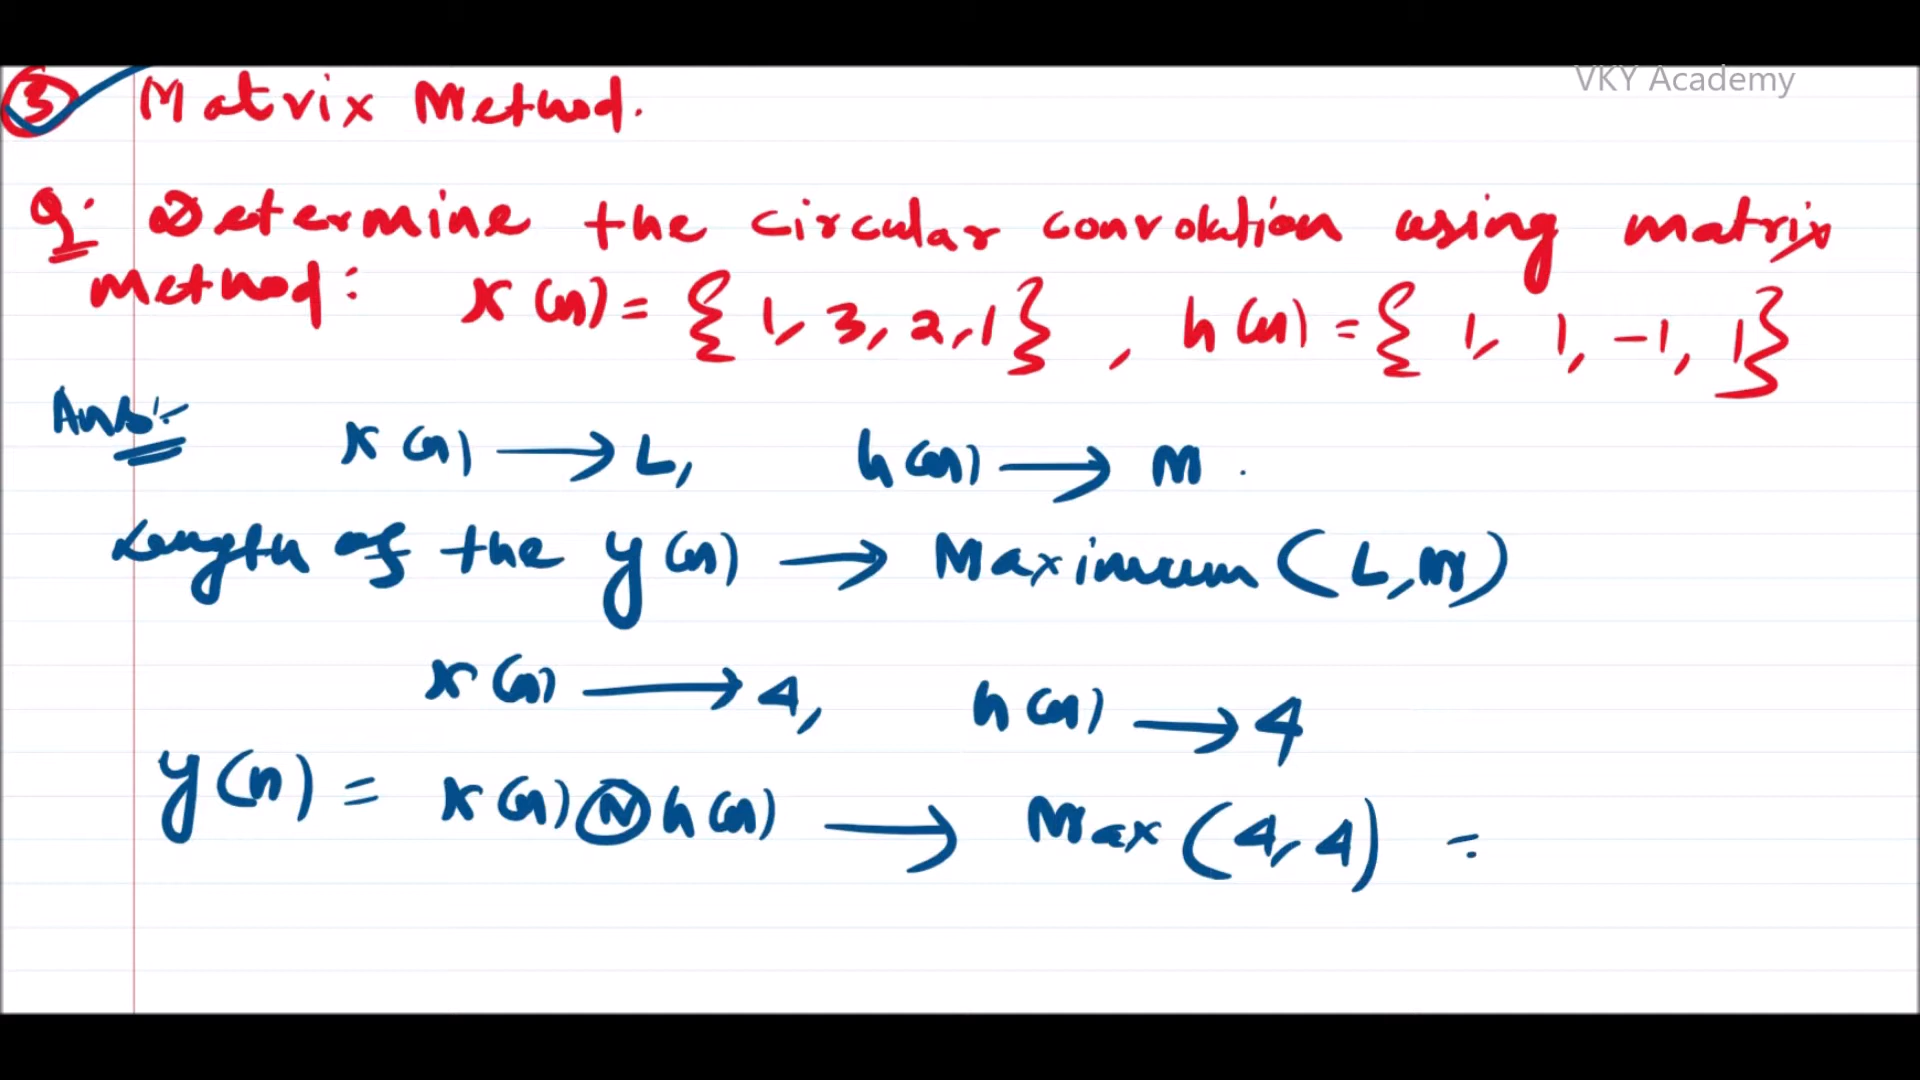 VKY Academy
3 Matrix Method.
Q: Determine the circular convolution using matrix
method: x(n) = { 1, 3, 2, 1 } , h(n) = { 1, 1, -1, 1 }
Ans:- x(n) → L, h(n) → M .
Length of the y(n) → Maximum ( L, M )
x(n) → 4, h(n) → 4
y(n) = x(n) Ⓝ h(n) → Max ( 4, 4 ) =